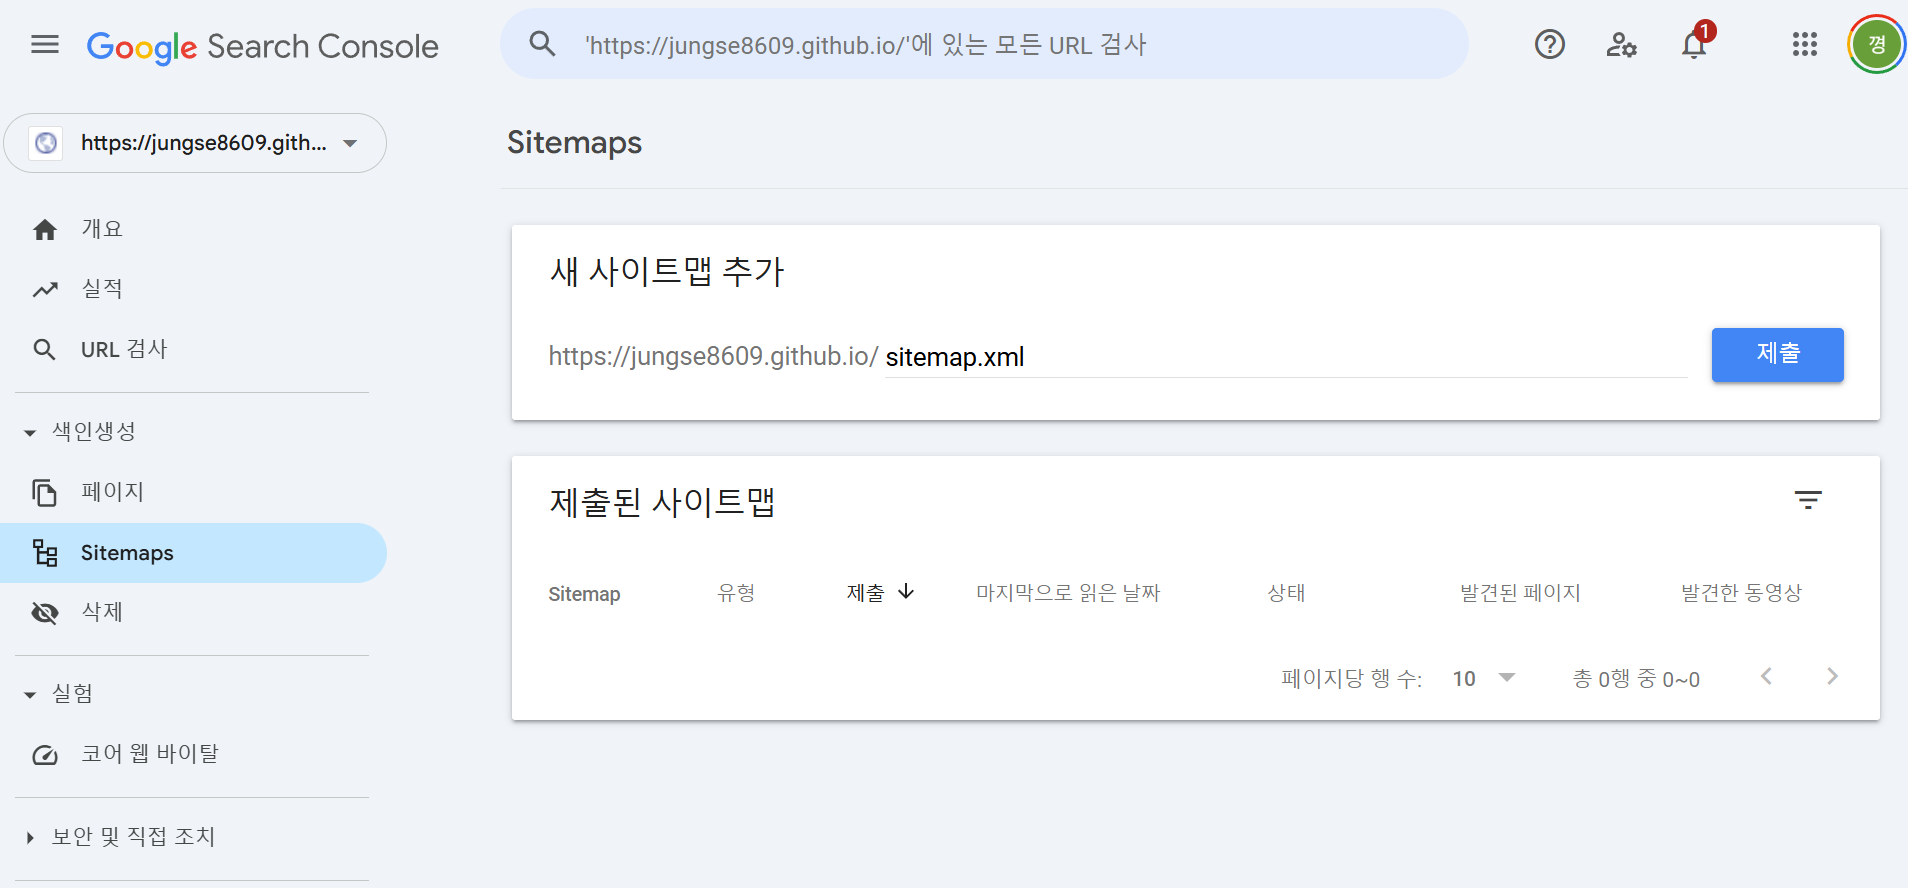 Google Search Console
'https://jungse8609.github.io/'에 있는 모든 URL 검사
1
꼉
https://jungse8609.gith...
Sitemaps
개요
실적
URL 검사
색인생성
페이지
Sitemaps
삭제
실험
코어 웹 바이탈
보안 및 직접 조치
새 사이트맵 추가
https://jungse8609.github.io/ sitemap.xml
제출
제출된 사이트맵
Sitemap 유형 제출 마지막으로 읽은 날짜 상태 발견된 페이지 발견한 동영상
페이지당 행 수: 10 총 0행 중 0~0